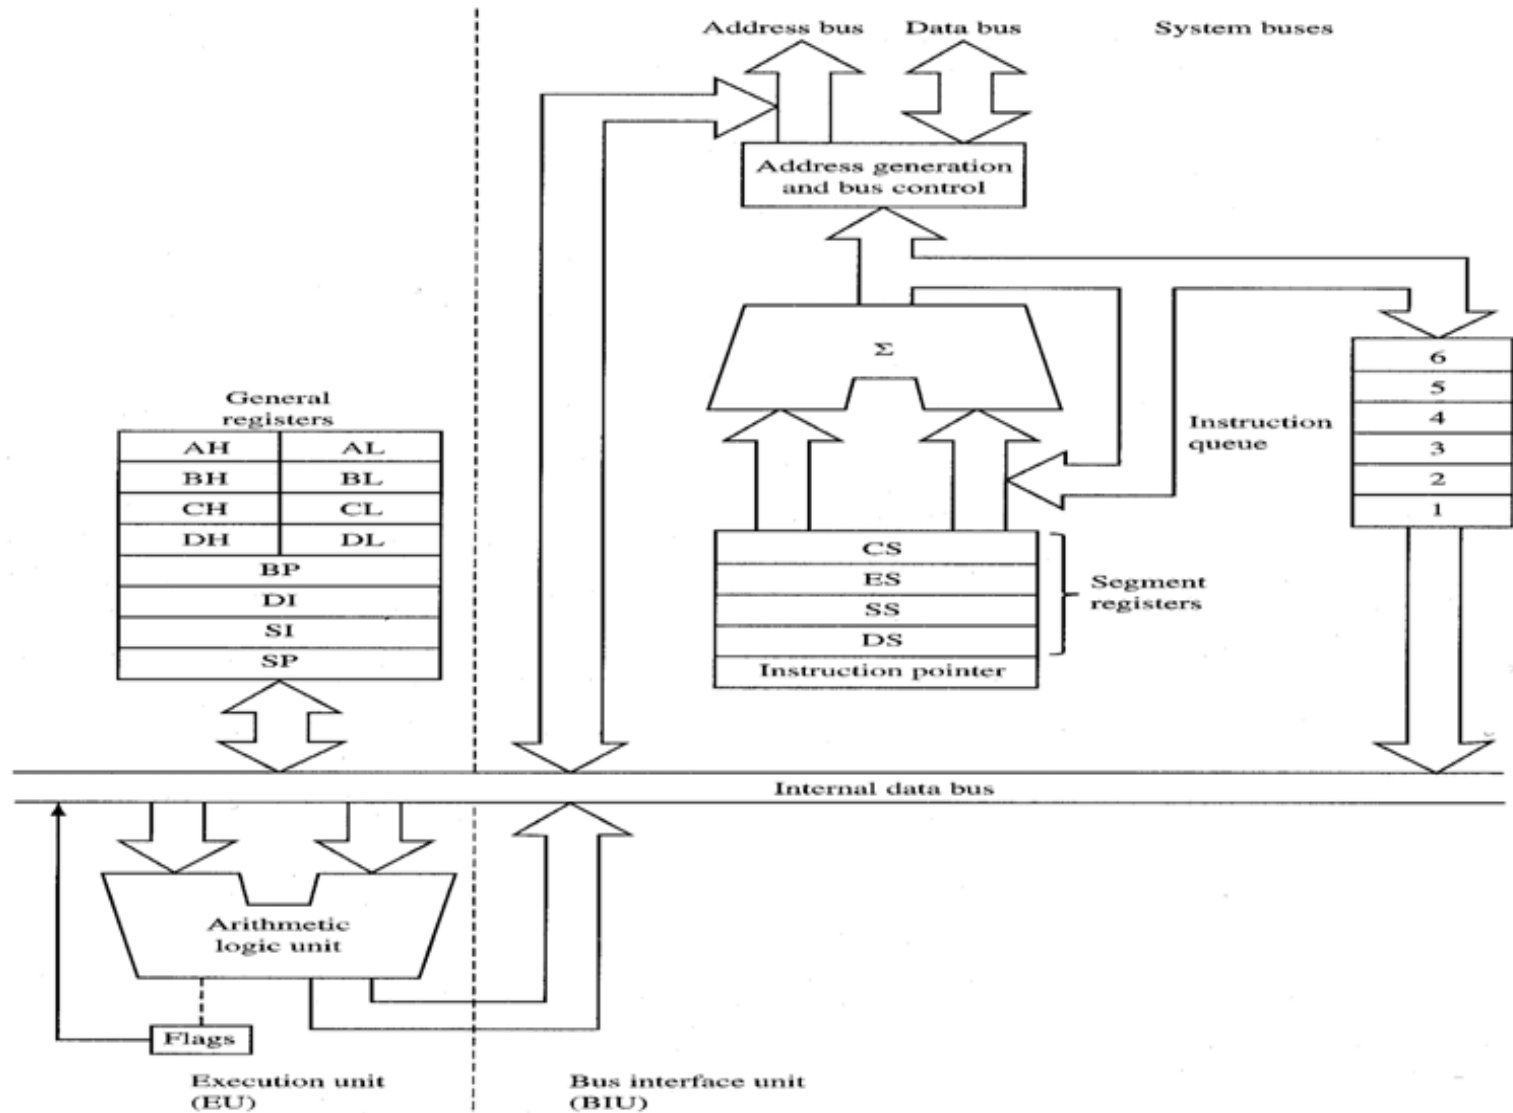 Address bus
Data bus
System buses
Address generation
and bus control
Σ
6
5
4
3
2
1
Instruction
queue
General
registers
AH
AL
BH
BL
CH
CL
DH
DL
BP
DI
SI
SP
CS
ES
SS
DS
Instruction pointer
Segment
registers
Internal data bus
Arithmetic
logic unit
Flags
Execution unit
(EU)
Bus interface unit
(BIU)